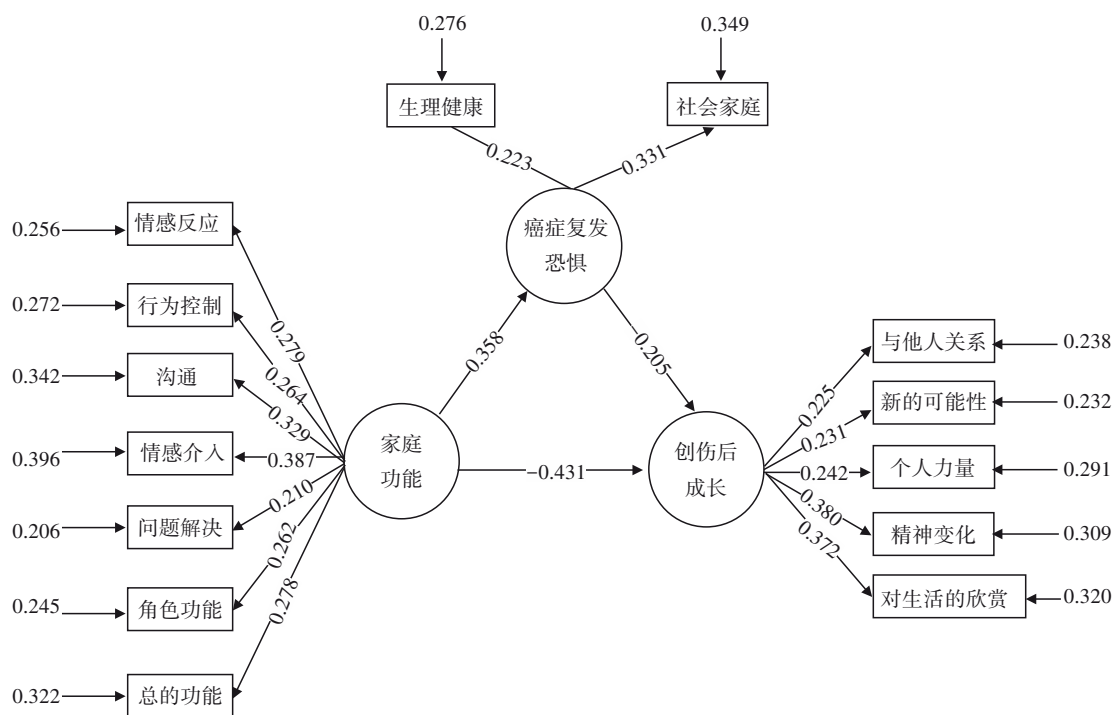 0.276
0.349
生理健康
社会家庭
0.223
0.331
癌症复发
恐惧
0.256
情感反应
0.272
行为控制
0.279
0.358
0.205
与他人关系
0.238
0.342
沟通
0.264
0.225
新的可能性
0.232
0.329
0.231
0.396
情感介入
0.387
家庭
功能
-0.431
创伤后
成长
0.242
个人力量
0.291
0.206
问题解决
0.210
0.380
精神变化
0.309
0.262
0.372
0.245
角色功能
0.278
对生活的欣赏
0.320
0.322
总的功能